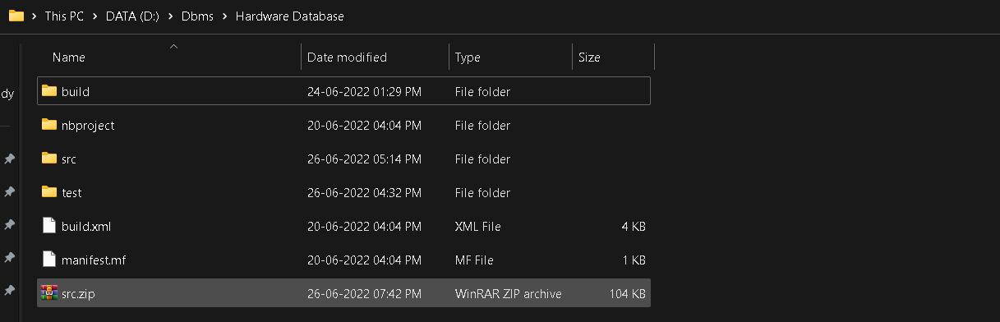 This PC > DATA (D:) > Dbms > Hardware Database
Name Date modified Type Size
build 24-06-2022 01:29 PM File folder
dy
nbproject 20-06-2022 04:04 PM File folder
src 26-06-2022 05:14 PM File folder
test 26-06-2022 04:32 PM File folder
build.xml 20-06-2022 04:04 PM XML File 4 KB
manifest.mf 20-06-2022 04:04 PM MF File 1 KB
src.zip 26-06-2022 07:42 PM WinRAR ZIP archive 104 KB